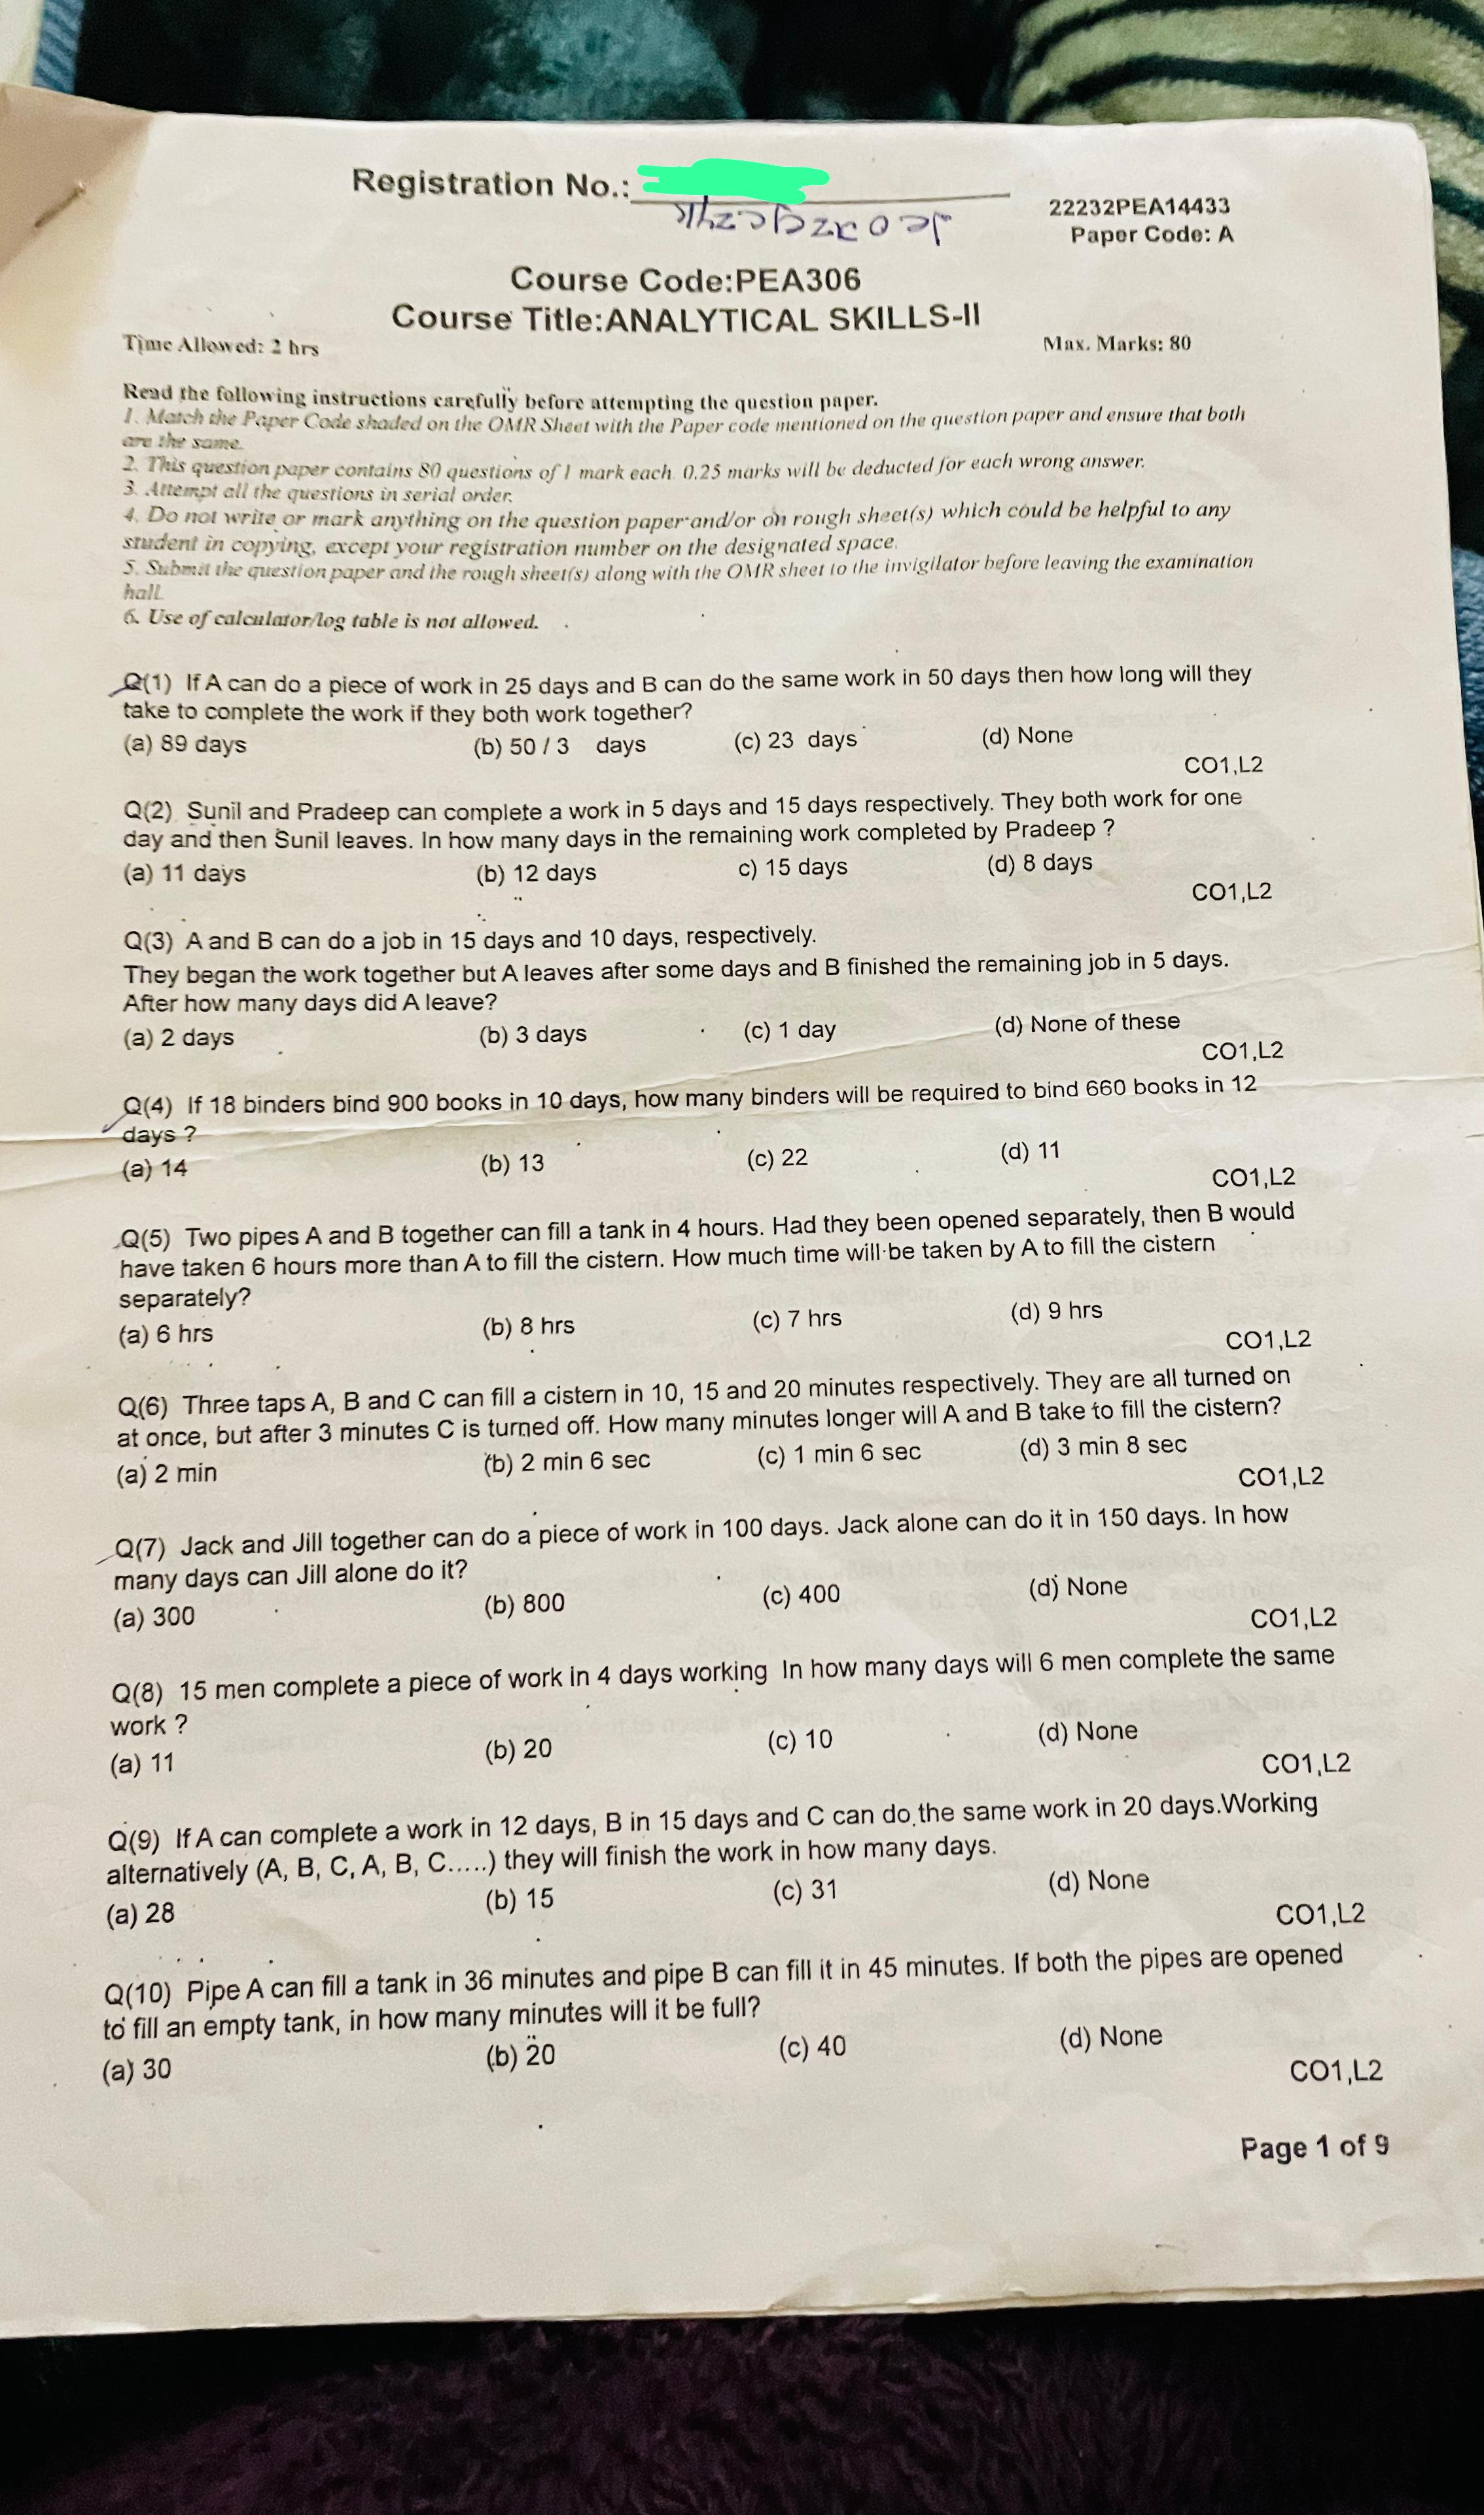 Registration No.:
22232PEA14433
Paper Code: A
Course Code:PEA306
Course Title:ANALYTICAL SKILLS-II
Time Allowed: 2 hrs
Max. Marks: 80
Read the following instructions carefully before attempting the question paper.
1. Match the Paper Code shaded on the OMR Sheet with the Paper code mentioned on the question paper and ensure that both
are the same.
2. This question paper contains 80 questions of 1 mark each. 0.25 marks will be deducted for each wrong answer.
3. Attempt all the questions in serial order.
4. Do not write or mark anything on the question paper and/or on rough sheet(s) which could be helpful to any
student in copying, except your registration number on the designated space.
5. Submit the question paper and the rough sheet(s) along with the OMR sheet to the invigilator before leaving the examination
hall.
6. Use of calculator/log table is not allowed.
Q(1) If A can do a piece of work in 25 days and B can do the same work in 50 days then how long will they
take to complete the work if they both work together?
(a) 89 days (b) 50 / 3 days (c) 23 days (d) None
CO1,L2
Q(2) Sunil and Pradeep can complete a work in 5 days and 15 days respectively. They both work for one
day and then Sunil leaves. In how many days in the remaining work completed by Pradeep ?
(a) 11 days (b) 12 days c) 15 days (d) 8 days
CO1,L2
Q(3) A and B can do a job in 15 days and 10 days, respectively.
They began the work together but A leaves after some days and B finished the remaining job in 5 days.
After how many days did A leave?
(a) 2 days (b) 3 days (c) 1 day (d) None of these
CO1,L2
Q(4) If 18 binders bind 900 books in 10 days, how many binders will be required to bind 660 books in 12
days ?
(a) 14 (b) 13 (c) 22 (d) 11
CO1,L2
Q(5) Two pipes A and B together can fill a tank in 4 hours. Had they been opened separately, then B would
have taken 6 hours more than A to fill the cistern. How much time will be taken by A to fill the cistern
separately?
(a) 6 hrs (b) 8 hrs (c) 7 hrs (d) 9 hrs
CO1,L2
Q(6) Three taps A, B and C can fill a cistern in 10, 15 and 20 minutes respectively. They are all turned on
at once, but after 3 minutes C is turned off. How many minutes longer will A and B take to fill the cistern?
(a) 2 min (b) 2 min 6 sec (c) 1 min 6 sec (d) 3 min 8 sec
CO1,L2
Q(7) Jack and Jill together can do a piece of work in 100 days. Jack alone can do it in 150 days. In how
many days can Jill alone do it?
(a) 300 (b) 800 (c) 400 (d) None
CO1,L2
Q(8) 15 men complete a piece of work in 4 days working In how many days will 6 men complete the same
work ?
(a) 11 (b) 20 (c) 10 (d) None
CO1,L2
Q(9) If A can complete a work in 12 days, B in 15 days and C can do the same work in 20 days.Working
alternatively (A, B, C, A, B, C.....) they will finish the work in how many days.
(a) 28 (b) 15 (c) 31 (d) None
CO1,L2
Q(10) Pipe A can fill a tank in 36 minutes and pipe B can fill it in 45 minutes. If both the pipes are opened
to fill an empty tank, in how many minutes will it be full?
(a) 30 (b) 20 (c) 40 (d) None
CO1,L2
Page 1 of 9